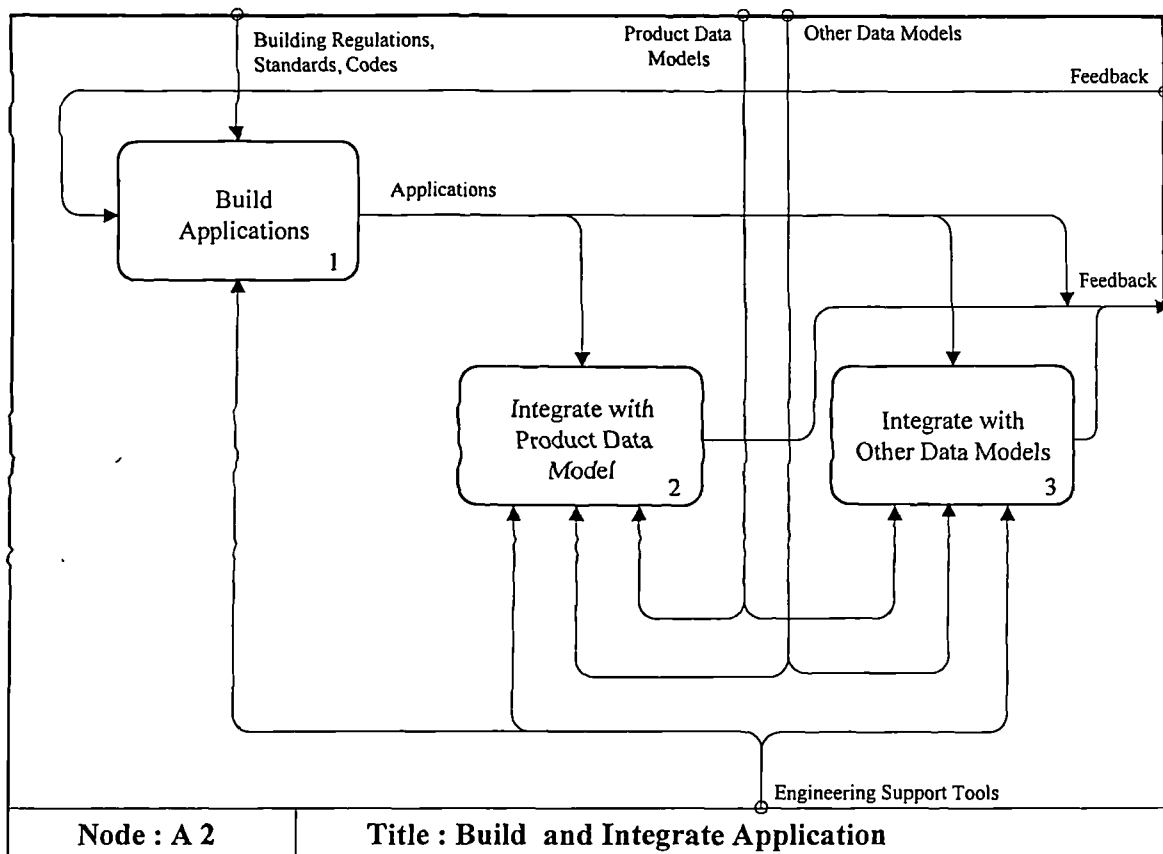 Building Regulations,
Standards, Codes
Product Data
Models
Other Data Models
Feedback
Build
Applications
1
Applications
Feedback
Integrate with
Product Data
Model
2
Integrate with
Other Data Models
3
Engineering Support Tools
Node : A 2
Title : Build and Integrate Application